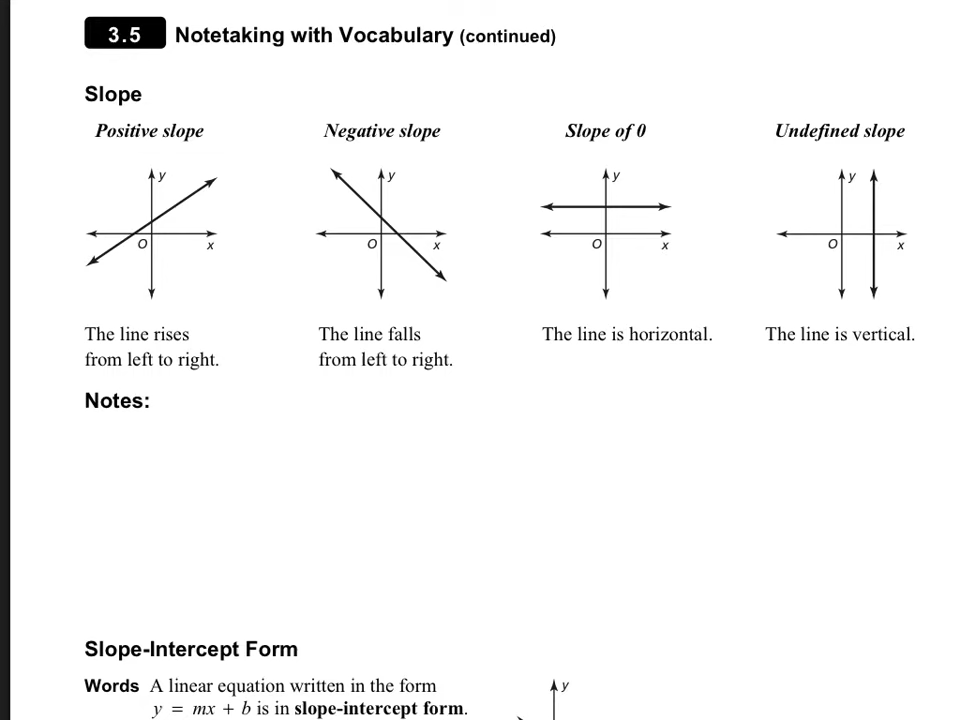 3.5 Notetaking with Vocabulary (continued)
Slope
Positive slope Negative slope Slope of 0 Undefined slope
y y y y
O x O x O x O x
The line rises The line falls The line is horizontal. The line is vertical.
from left to right. from left to right.
Notes:
Slope-Intercept Form
Words A linear equation written in the form y
y = mx + b is in slope-intercept form.